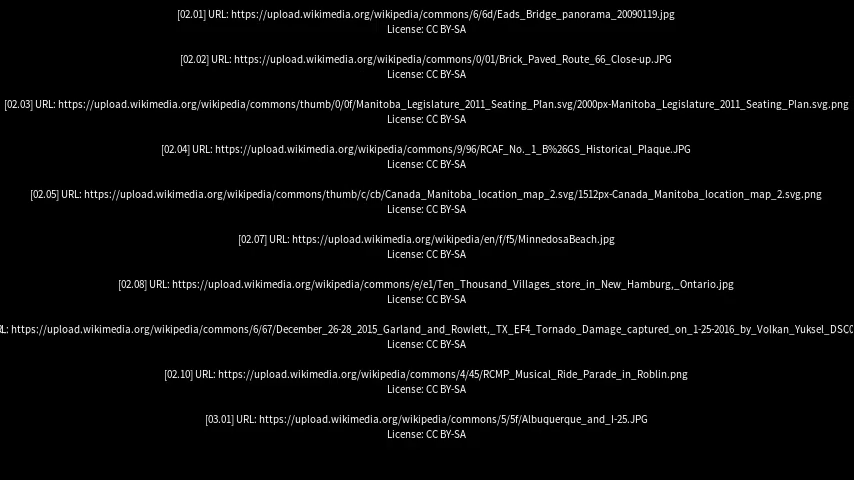 [02.01] URL: https://upload.wikimedia.org/wikipedia/commons/6/6d/Eads_Bridge_panorama_20090119.jpg
License: CC BY-SA
[02.02] URL: https://upload.wikimedia.org/wikipedia/commons/0/01/Brick_Paved_Route_66_Close-up.JPG
License: CC BY-SA
[02.03] URL: https://upload.wikimedia.org/wikipedia/commons/thumb/0/0f/Manitoba_Legislature_2011_Seating_Plan.svg/2000px-Manitoba_Legislature_2011_Seating_Plan.svg.png
License: CC BY-SA
[02.04] URL: https://upload.wikimedia.org/wikipedia/commons/9/96/RCAF_No._1_B%26GS_Historical_Plaque.JPG
License: CC BY-SA
[02.05] URL: https://upload.wikimedia.org/wikipedia/commons/thumb/c/cb/Canada_Manitoba_location_map_2.svg/1512px-Canada_Manitoba_location_map_2.svg.png
License: CC BY-SA
[02.07] URL: https://upload.wikimedia.org/wikipedia/en/f/f5/MinnedosaBeach.jpg
License: CC BY-SA
[02.08] URL: https://upload.wikimedia.org/wikipedia/commons/e/e1/Ten_Thousand_Villages_store_in_New_Hamburg,_Ontario.jpg
License: CC BY-SA
L: https://upload.wikimedia.org/wikipedia/commons/6/67/December_26-28_2015_Garland_and_Rowlett,_TX_EF4_Tornado_Damage_captured_on_1-25-2016_by_Volkan_Yuksel_DSC0
License: CC BY-SA
[02.10] URL: https://upload.wikimedia.org/wikipedia/commons/4/45/RCMP_Musical_Ride_Parade_in_Roblin.png
License: CC BY-SA
[03.01] URL: https://upload.wikimedia.org/wikipedia/commons/5/5f/Albuquerque_and_I-25.JPG
License: CC BY-SA